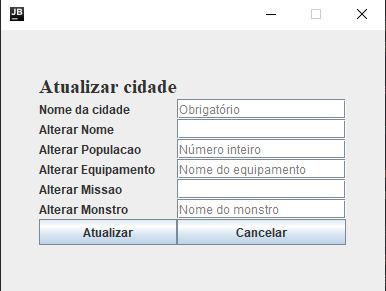 JB
Atualizar cidade
Nome da cidade Obrigatório
Alterar Nome
Alterar Populacao Número inteiro
Alterar Equipamento Nome do equipamento
Alterar Missao
Alterar Monstro Nome do monstro
Atualizar Cancelar